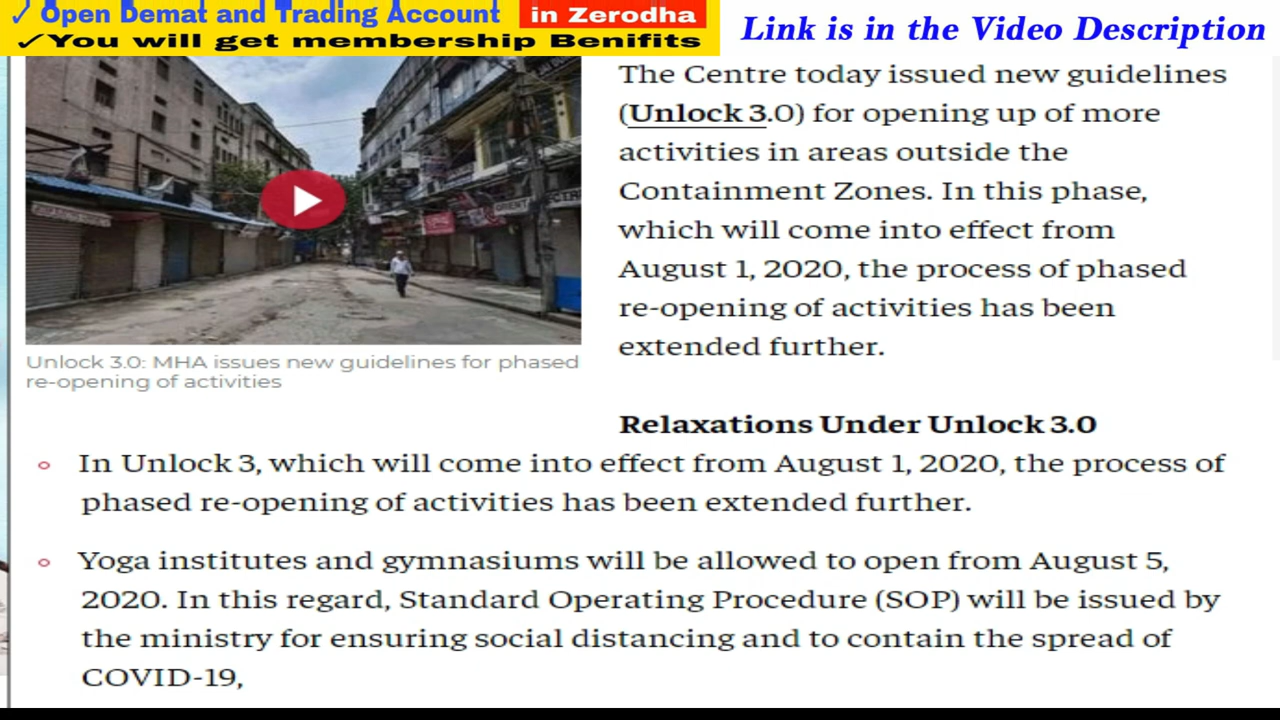 ✓ Open Demat and Trading Account in Zerodha
✓You will get membership Benifits
Link is in the Video Description
The Centre today issued new guidelines
(Unlock 3.0) for opening up of more
activities in areas outside the
Containment Zones. In this phase,
which will come into effect from
August 1, 2020, the process of phased
re-opening of activities has been
extended further.
ORIENT
Unlock 3.0: MHA issues new guidelines for phased
re-opening of activities
Relaxations Under Unlock 3.0
In Unlock 3, which will come into effect from August 1, 2020, the process of
phased re-opening of activities has been extended further.
Yoga institutes and gymnasiums will be allowed to open from August 5,
2020. In this regard, Standard Operating Procedure (SOP) will be issued by
the ministry for ensuring social distancing and to contain the spread of
COVID-19,